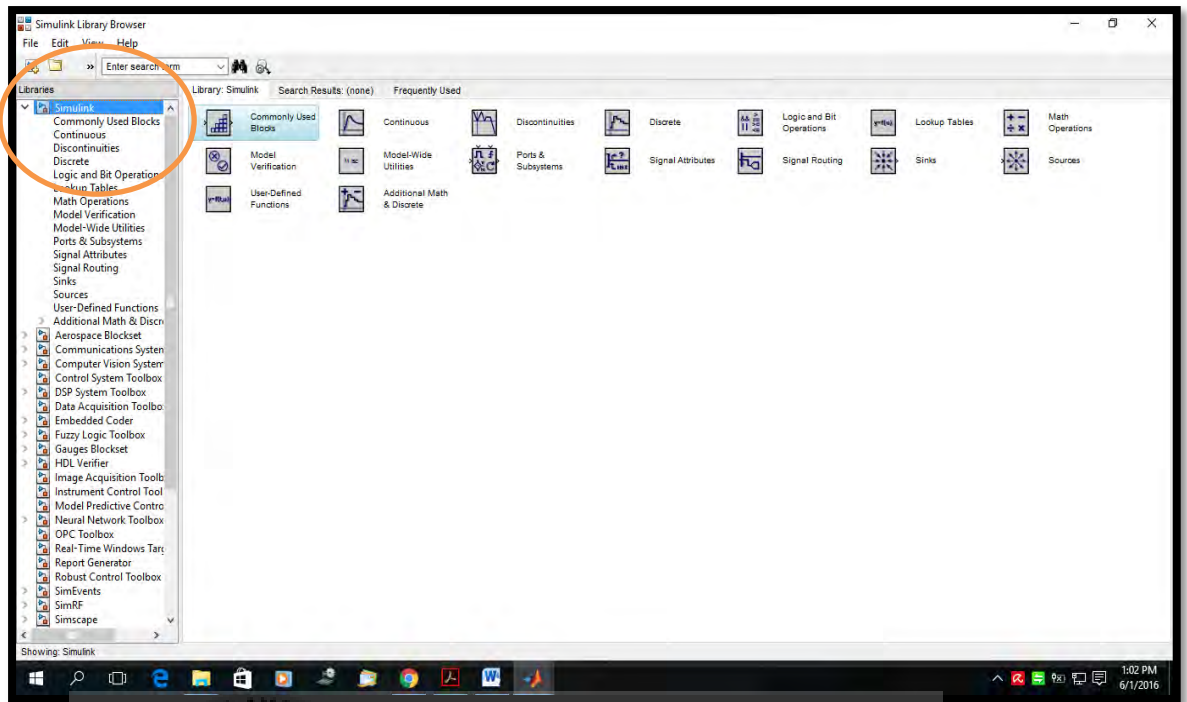 Simulink Library Browser
File Edit View Help
» Enter search term
Libraries
Library: Simulink Search Results: (none) Frequently Used
Simulink
Commonly Used Blocks
Continuous
Discontinuities
Discrete
Logic and Bit Operation
Lookup Tables
Math Operations
Model Verification
Model-Wide Utilities
Ports & Subsystems
Signal Attributes
Signal Routing
Sinks
Sources
User-Defined Functions
Additional Math & Discr
Aerospace Blockset
Communications System
Computer Vision System
Control System Toolbox
DSP System Toolbox
Data Acquisition Toolbo
Embedded Coder
Fuzzy Logic Toolbox
Gauges Blockset
HDL Verifier
Image Acquisition Toolb
Instrument Control Tool
Model Predictive Contro
Neural Network Toolbox
OPC Toolbox
Real-Time Windows Targ
Report Generator
Robust Control Toolbox
SimEvents
SimRF
Simscape
Commonly Used
Blocks
Continuous
Discontinuities
Discrete
Logic and Bit
Operations
Lookup Tables
Math
Operations
Model
Verification
Model-Wide
Utilities
Ports &
Subsystems
Signal Attributes
Signal Routing
Sinks
Sources
User-Defined
Functions
Additional Math
& Discrete
Showing: Simulink
1:02 PM
6/1/2016